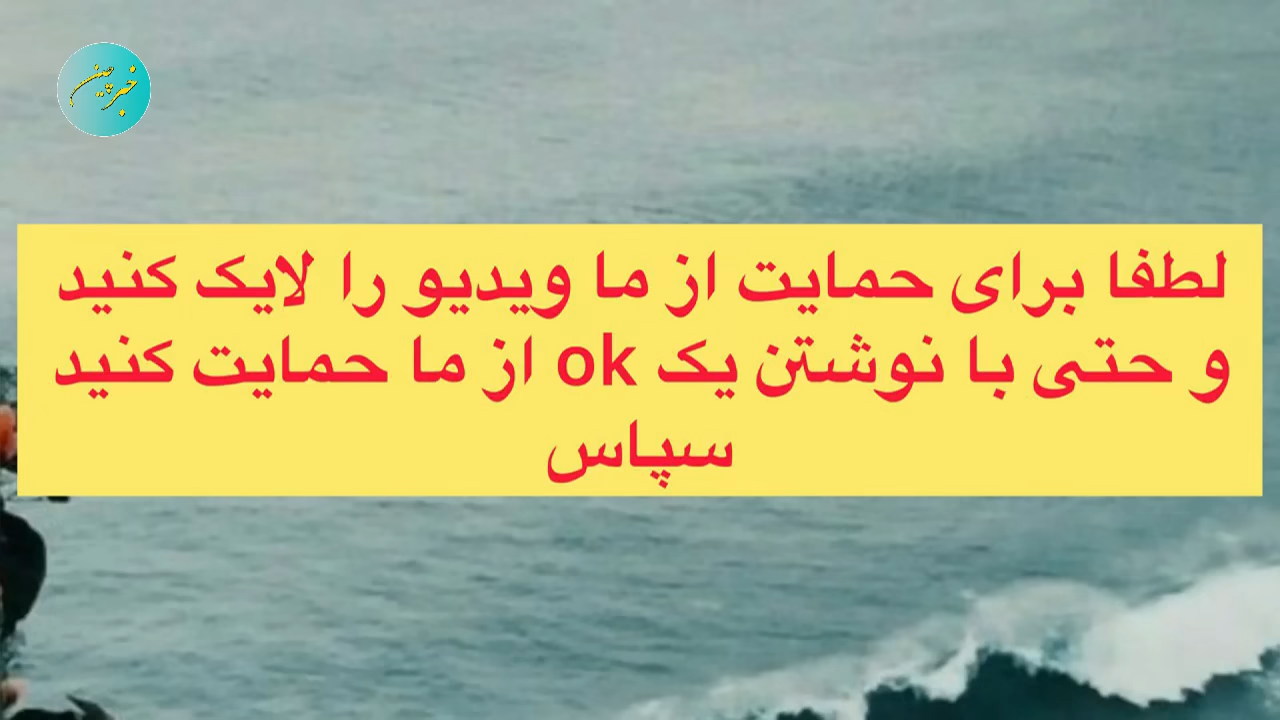 خبرچین
لطفا برای حمایت از ما ویدیو را لایک کنید
و حتی با نوشتن یک ok از ما حمایت کنید
سپاس